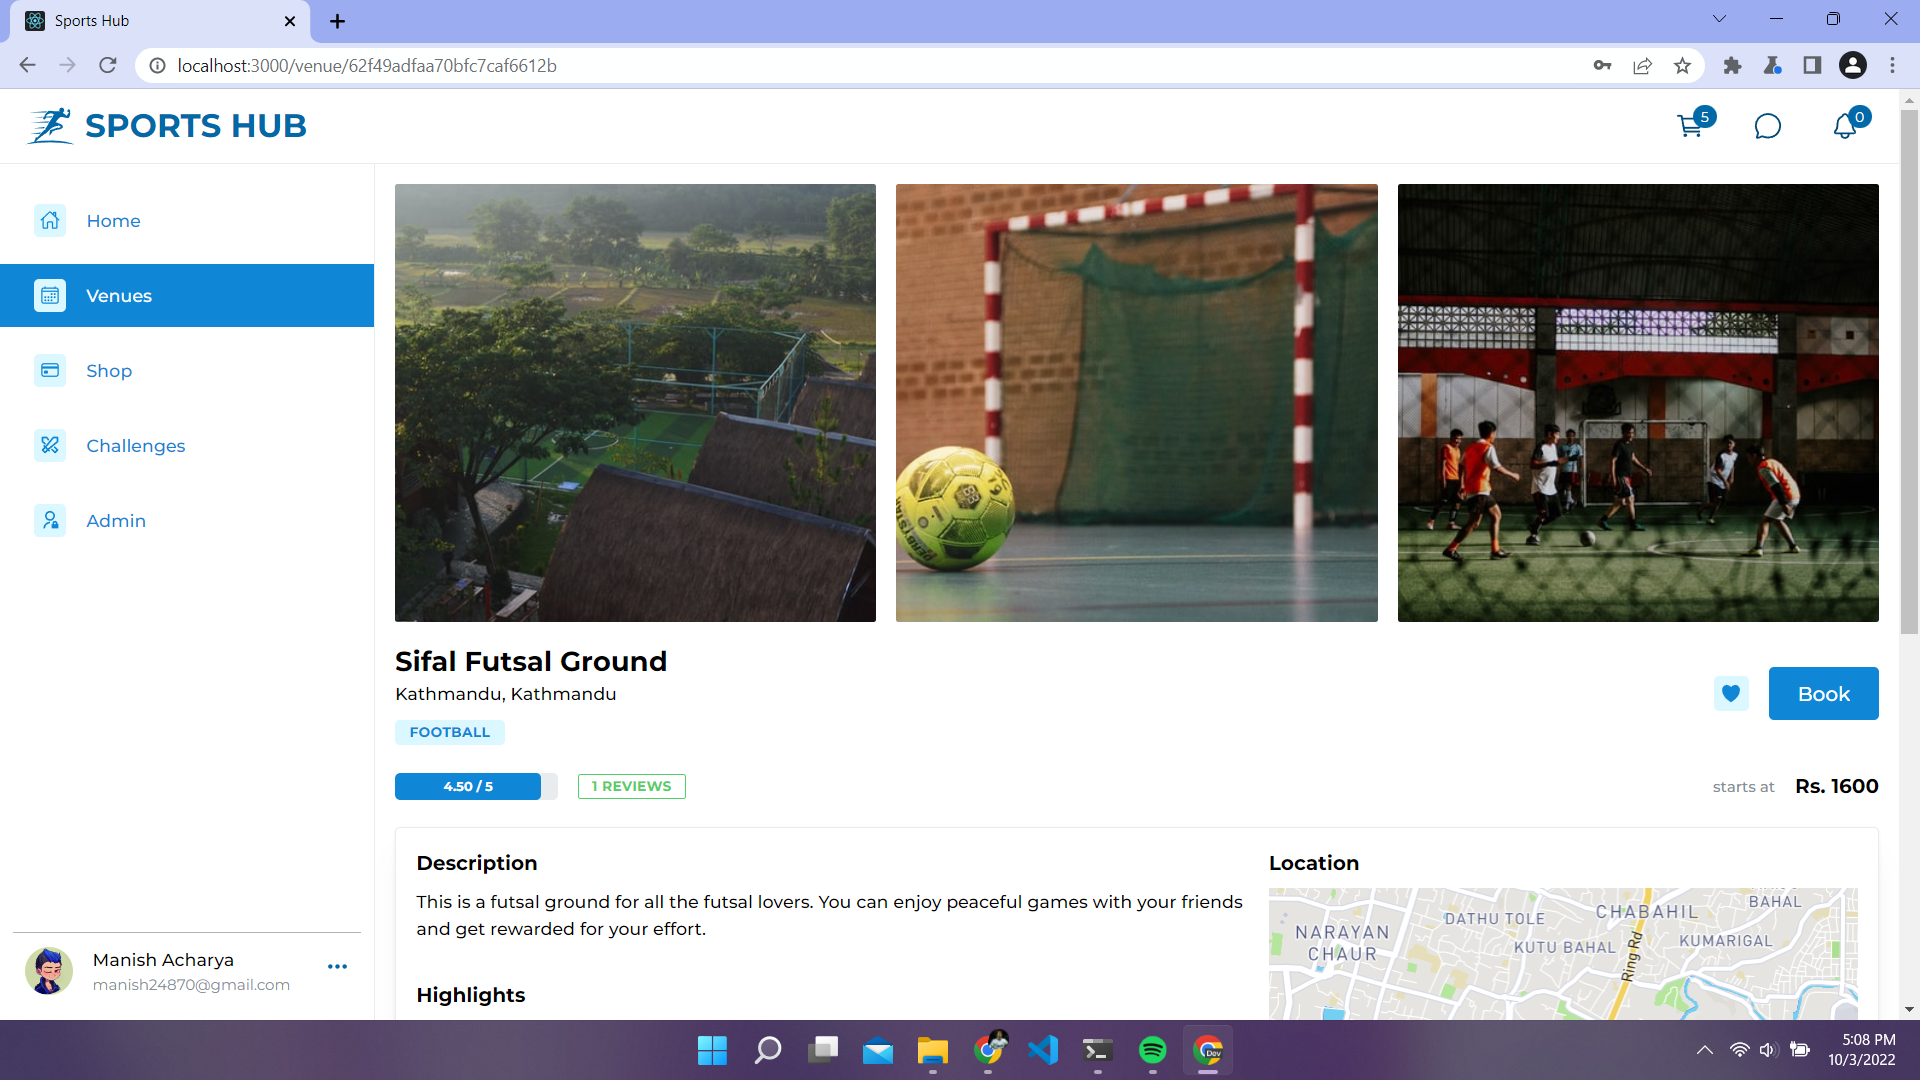 Sports Hub
localhost:3000/venue/62f49adfaa70bfc7caf6612b
SPORTS HUB
5
0
Home
Venues
Shop
Challenges
Admin
Sifal Futsal Ground
Kathmandu, Kathmandu
FOOTBALL
Book
4.50 / 5
1 REVIEWS
starts at
Rs. 1600
Description
This is a futsal ground for all the futsal lovers. You can enjoy peaceful games with your friends
and get rewarded for your effort.
Highlights
Location
BAHAL
DATHU TOLE
CHABAHIL
NARAYAN
CHAUR
KUTU BAHAL
KUMARIGAL
Ring Rd
Manish Acharya
manish24870@gmail.com
Dev
5:08 PM
10/3/2022